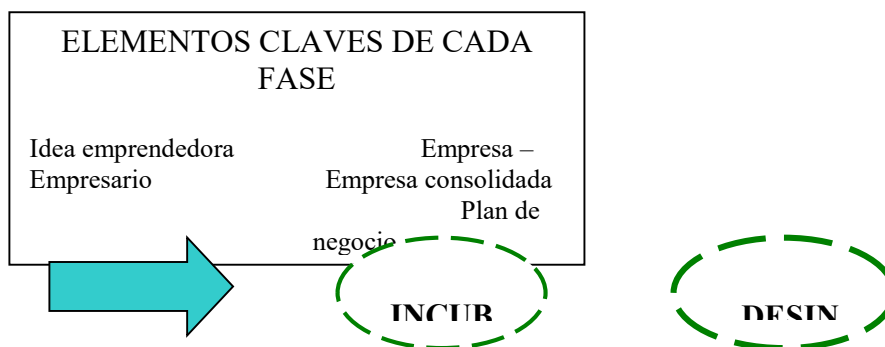 ELEMENTOS CLAVES DE CADA
FASE
Idea emprendedora Empresa –
Empresario Empresa consolidada
Plan de
negocio
INCUB DESIN